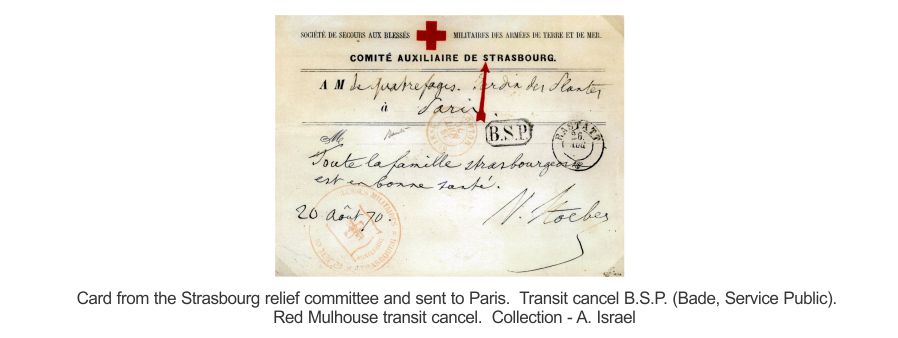 SOCIÉTÉ DE SECOURS AUX BLESSÉS MILITAIRES DES ARMÉES DE TERRE ET DE MER.
COMITÉ AUXILIAIRE DE STRASBOURG.
A M de quatrefages. Jardin des Plantes
à Paris.
B.S.P.
RASTATT
26
AUG
M
Toute la famille strasbourgeoise
est en bonne santé.
20 Août 70.
Card from the Strasbourg relief committee and sent to Paris. Transit cancel B.S.P. (Bade, Service Public).
Red Mulhouse transit cancel. Collection - A. Israel